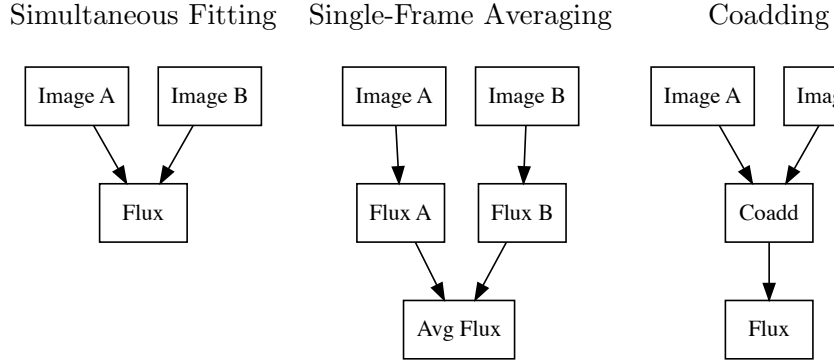 Simultaneous Fitting
Single-Frame Averaging
Coadding
Image A
Image B
Image A
Image B
Image A
Flux
Flux A
Flux B
Coadd
Avg Flux
Flux